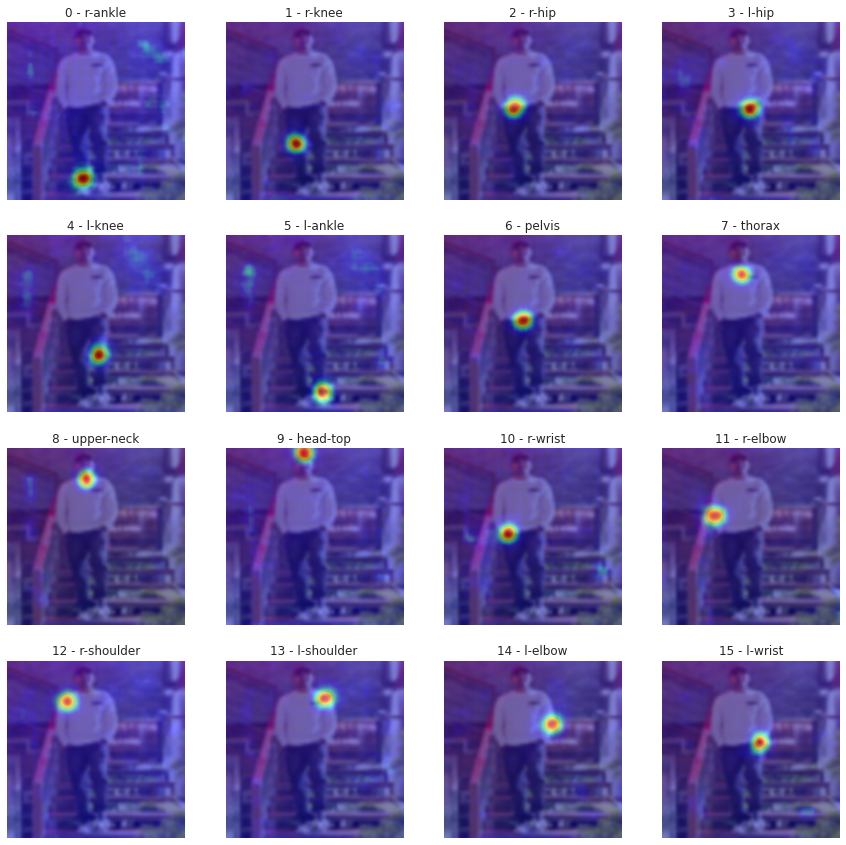 0 - r-ankle
1 - r-knee
2 - r-hip
3 - l-hip
4 - l-knee
5 - l-ankle
6 - pelvis
7 - thorax
8 - upper-neck
9 - head-top
10 - r-wrist
11 - r-elbow
12 - r-shoulder
13 - l-shoulder
14 - l-elbow
15 - l-wrist